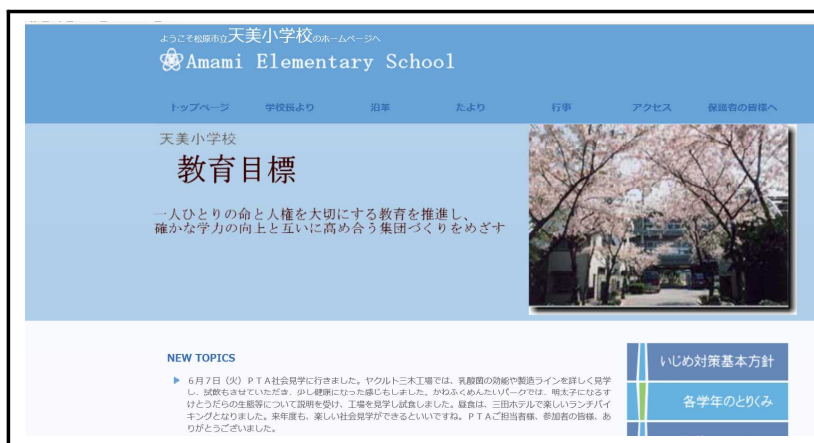 ようこそ松原市立天美小学校のホームページへ
Amami Elementary School
トップページ 学校長より 沿革 たより 行事 アクセス 保護者の皆様へ
天美小学校
教育目標
一人ひとりの命と人権を大切にする教育を推進し、
確かな学力の向上と互いに高め合う集団づくりをめざす
NEW TOPICS
6月7日（火）ＰＴＡ社会見学に行きました。ヤクルト三木工場では、乳酸菌の効能や製造ラインを詳しく見学
し、試飲もさせていただき、少し健康になった感じもしました。かねふくめんたいパークでは、明太子になるす
けとうだらの生態等について説明を受け、工場を見学し試食しました。昼食は、三田ホテルで楽しいランチバイ
キングとなりました。来年度も、楽しい社会見学ができるといいですね。ＰＴＡご担当者様、参加者の皆様、あ
りがとうございました。
いじめ対策基本方針
各学年のとりくみ